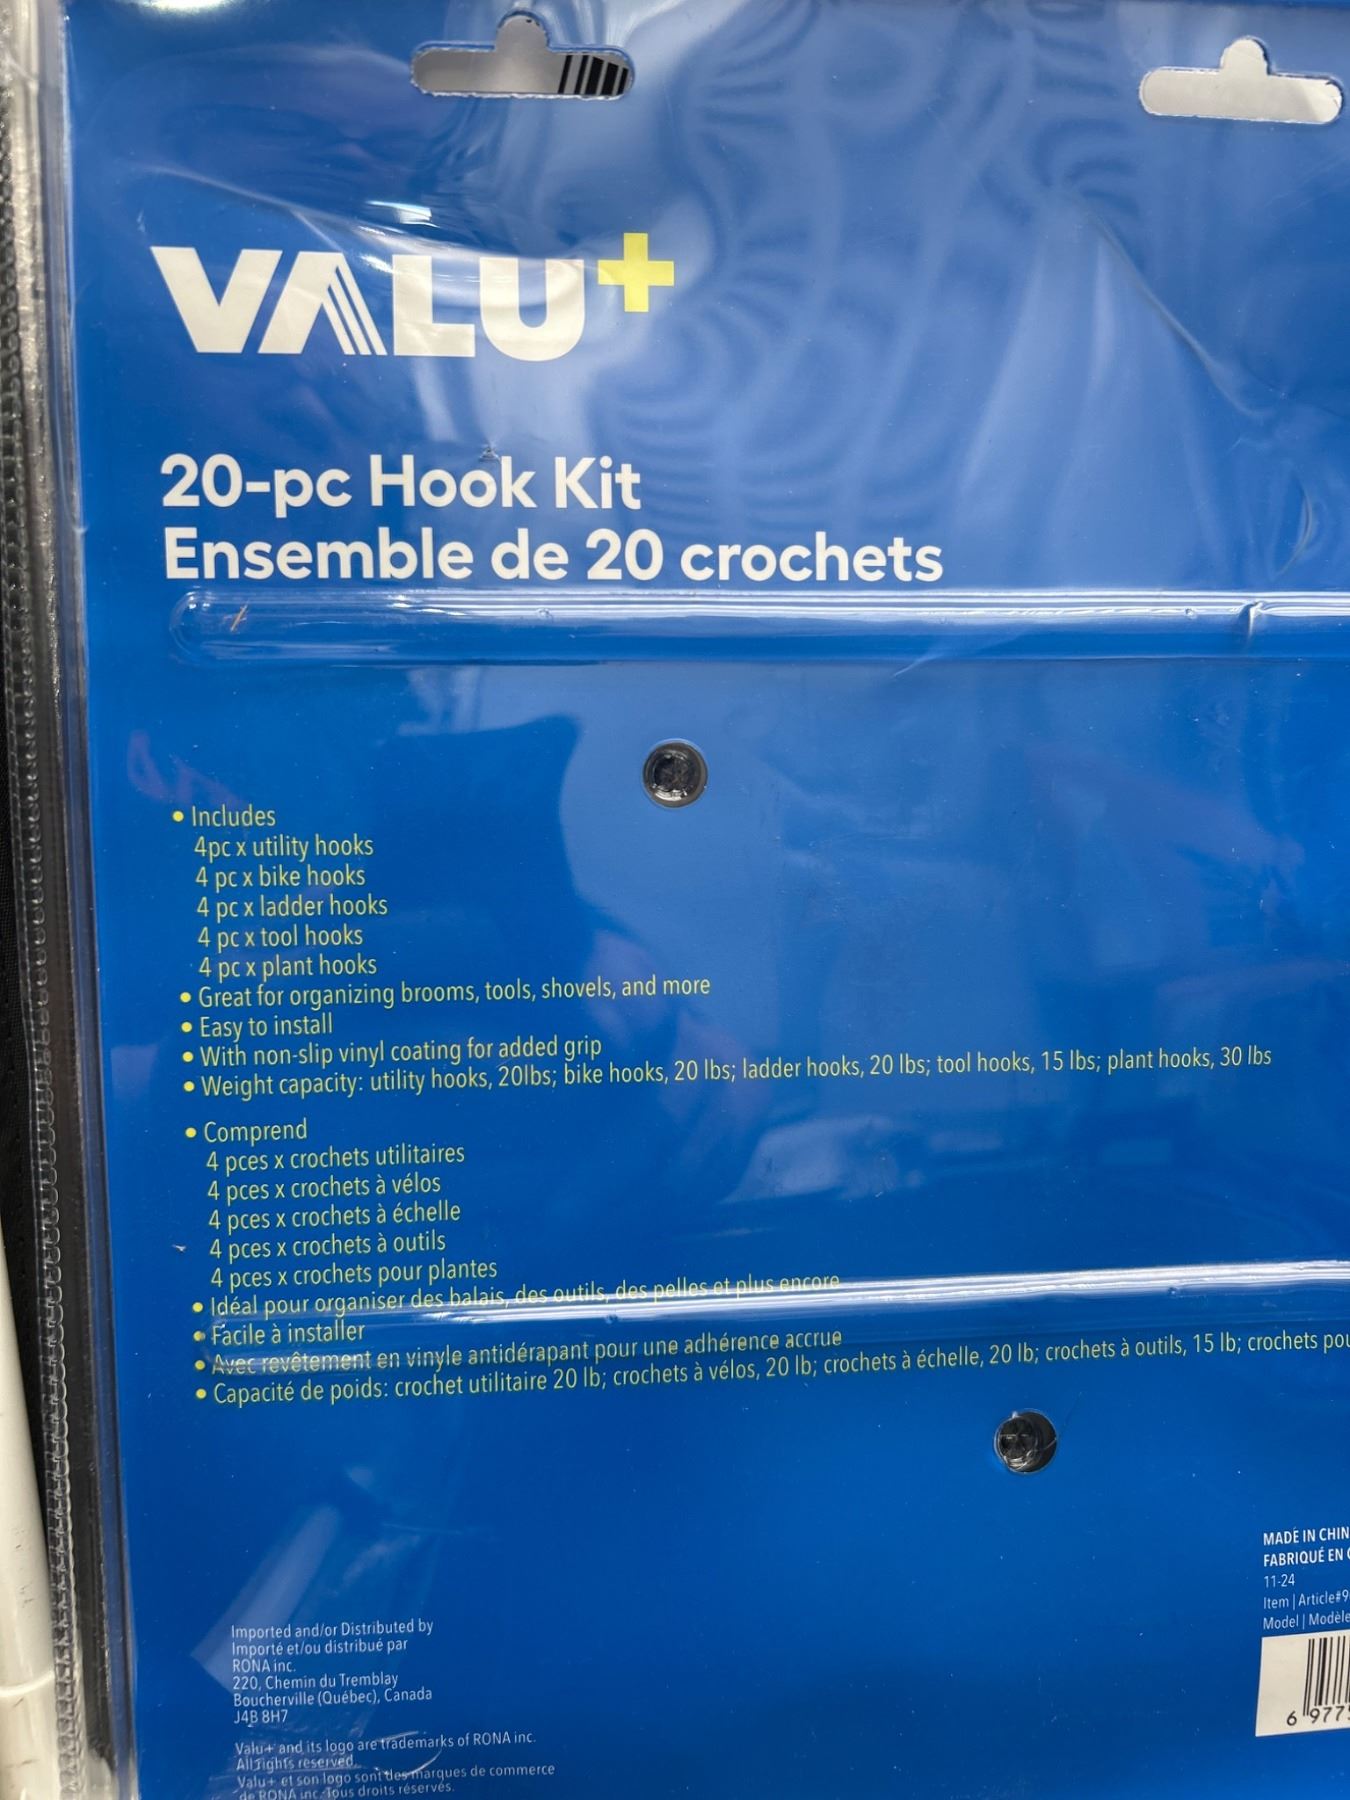 VALU+
20-pc Hook Kit
Ensemble de 20 crochets
• Includes
4pc x utility hooks
4 pc x bike hooks
4 pc x ladder hooks
4 pc x tool hooks
4 pc x plant hooks
• Great for organizing brooms, tools, shovels, and more
• Easy to install
• With non-slip vinyl coating for added grip
• Weight capacity: utility hooks, 20lbs; bike hooks, 20 lbs; ladder hooks, 20 lbs; tool hooks, 15 lbs; plant hooks, 30 lbs
• Comprend
4 pces x crochets utilitaires
4 pces x crochets à vélos
4 pces x crochets à échelle
4 pces x crochets à outils
4 pces x crochets pour plantes
• Idéal pour organiser des balais, des outils, des pelles et plus encore
• Facile à installer
• Avec revêtement en vinyle antidérapant pour une adhérence accrue
• Capacité de poids: crochet utilitaire 20 lb; crochets à vélos, 20 lb; crochets à échelle, 20 lb; crochets à outils, 15 lb; crochets pou
MADE IN CHIN
FABRIQUÉ EN
11-24
Item | Article#9
Model | Modèle
6 977
Imported and/or Distributed by
Importé et/ou distribué par
RONA inc.
220, Chemin du Tremblay
Boucherville (Québec), Canada
J4B 8H7
Valu+ and its logo are trademarks of RONA inc.
All rights reserved.
Valu+ et son logo sont des marques de commerce
de RONA inc. Tous droits réservés.